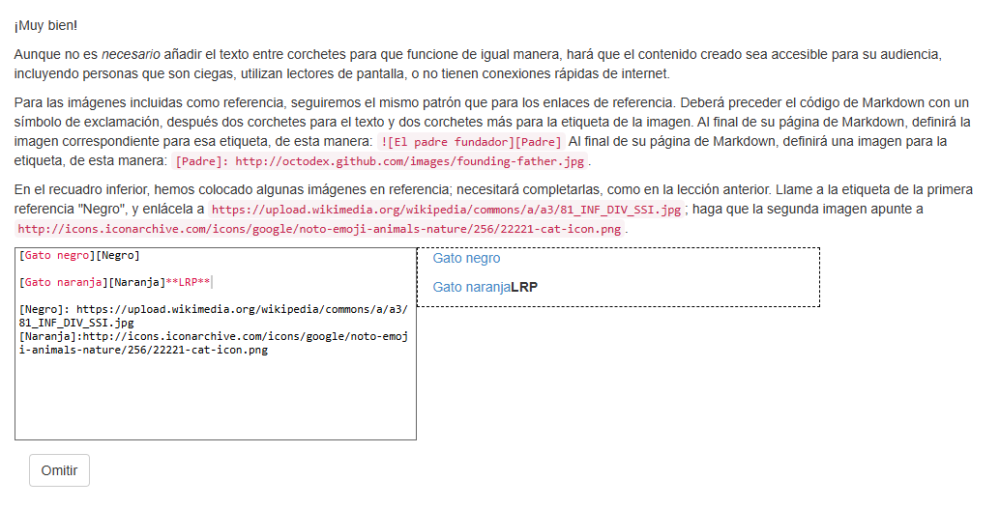 ¡Muy bien!
Aunque no es necesario añadir el texto entre corchetes para que funcione de igual manera, hará que el contenido creado sea accesible para su audiencia,
incluyendo personas que son ciegas, utilizan lectores de pantalla, o no tienen conexiones rápidas de internet.
Para las imágenes incluidas como referencia, seguiremos el mismo patrón que para los enlaces de referencia. Deberá preceder el código de Markdown con un
símbolo de exclamación, después dos corchetes para el texto y dos corchetes más para la etiqueta de la imagen. Al final de su página de Markdown, definirá la
imagen correspondiente para esa etiqueta, de esta manera: ![El padre fundador][Padre] Al final de su página de Markdown, definirá una imagen para la
etiqueta, de esta manera: [Padre]: http://octodex.github.com/images/founding-father.jpg .
En el recuadro inferior, hemos colocado algunas imágenes en referencia; necesitará completarlas, como en la lección anterior. Llame a la etiqueta de la primera
referencia "Negro", y enlácela a https://upload.wikimedia.org/wikipedia/commons/a/a3/81_INF_DIV_SSI.jpg ; haga que la segunda imagen apunte a
http://icons.iconarchive.com/icons/google/noto-emoji-animals-nature/256/22221-cat-icon.png .
[Gato negro][Negro]
[Gato naranja][Naranja]**LRP**
[Negro]: https://upload.wikimedia.org/wikipedia/commons/a/a3/
81_INF_DIV_SSI.jpg
[Naranja]:http://icons.iconarchive.com/icons/google/noto-emoj
i-animals-nature/256/22221-cat-icon.png
Gato negro
Gato naranjaLRP
Omitir